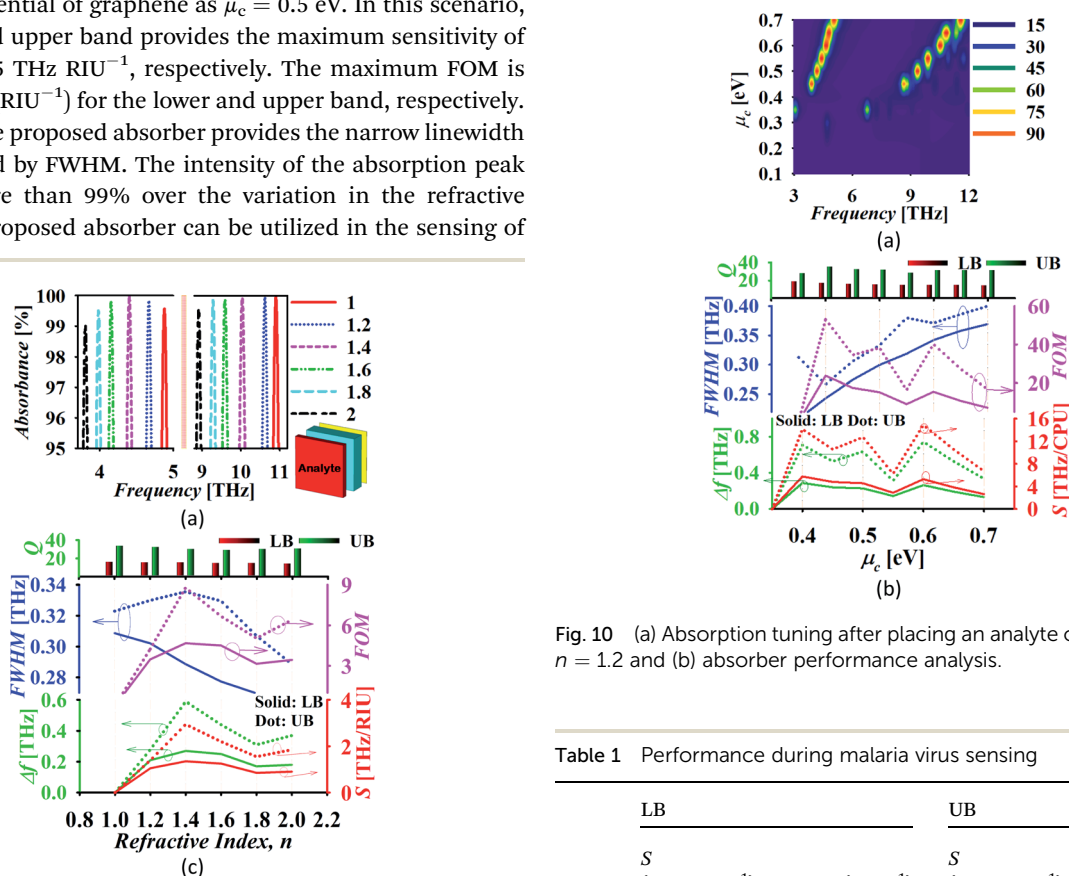 ential of graphene as μc = 0.5 eV. In this scenario,
d upper band provides the maximum sensitivity of
5 THz RIU−1, respectively. The maximum FOM is
RIU−1) for the lower and upper band, respectively.
e proposed absorber provides the narrow linewidth
d by FWHM. The intensity of the absorption peak
re than 99% over the variation in the refractive
roposed absorber can be utilized in the sensing of
100
99
98
97
96
95
Absorbance [%]
4 5 9 10 11
Frequency [THz]
1
1.2
1.4
1.6
1.8
2
Analyte
(a)
40
20
Q
LB UB
0.34
0.32
0.30
0.28
FWHM [THz]
9
6
3
FOM
0.6
0.4
0.2
0.0
Δf [THz]
Solid: LB
Dot: UB
4
2
0
S [THz/RIU]
0.8 1.0 1.2 1.4 1.6 1.8 2.0 2.2
Refractive Index, n
(c)
0.7
0.6
0.5
0.4
0.3
0.2
0.1
μc [eV]
3 6 9 12
Frequency [THz]
15
30
45
60
75
90
(a)
40
20
Q
LB UB
0.40
0.35
0.30
0.25
FWHM [THz]
60
40
20
FOM
Solid: LB Dot: UB
0.8
0.4
0.0
Δf [THz]
16
12
8
4
0
S [THz/CPU]
0.4 0.5 0.6 0.7
μc [eV]
(b)
Fig. 10 (a) Absorption tuning after placing an analyte o
n = 1.2 and (b) absorber performance analysis.
Table 1 Performance during malaria virus sensing
LB UB
S S